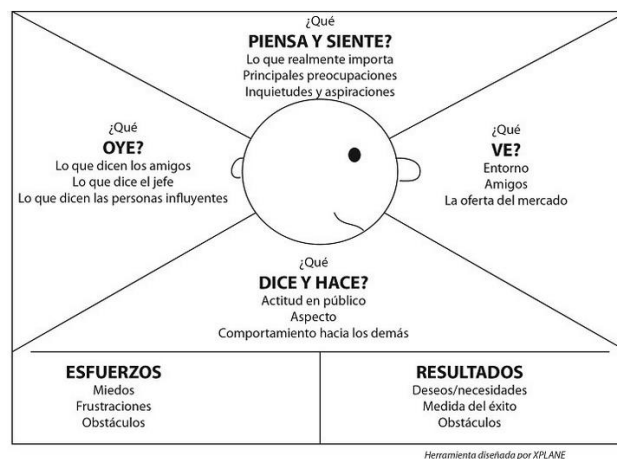 ¿Qué
PIENSA Y SIENTE?
Lo que realmente importa
Principales preocupaciones
Inquietudes y aspiraciones
¿Qué
OYE?
Lo que dicen los amigos
Lo que dice el jefe
Lo que dicen las personas influyentes
¿Qué
VE?
Entorno
Amigos
La oferta del mercado
¿Qué
DICE Y HACE?
Actitud en público
Aspecto
Comportamiento hacia los demás
ESFUERZOS
Miedos
Frustraciones
Obstáculos
RESULTADOS
Deseos/necesidades
Medida del éxito
Obstáculos
Herramienta diseñada por XPLANE